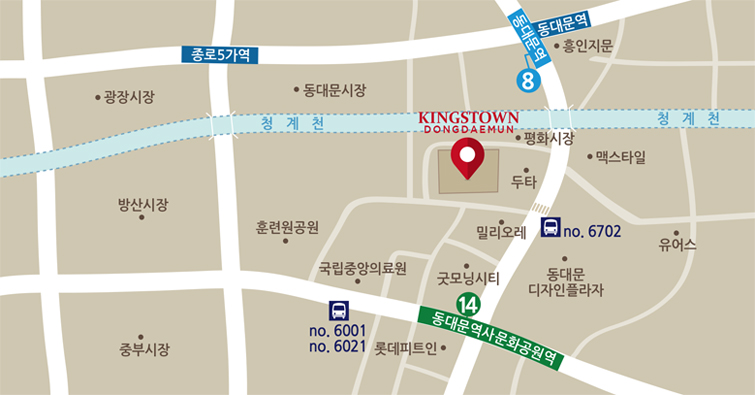 동대문역
동대문역
흥인지문
종로5가역
8
광장시장
동대문시장
청 계 천
KINGSTOWN
DONGDAEMUN
청 계 천
평화시장
맥스타일
두타
방산시장
훈련원공원
밀리오레
no. 6702
유어스
국립중앙의료원
굿모닝시티
동대문
디자인플라자
14
no. 6001
no. 6021
동대문역사문화공원역
중부시장
롯데피트인